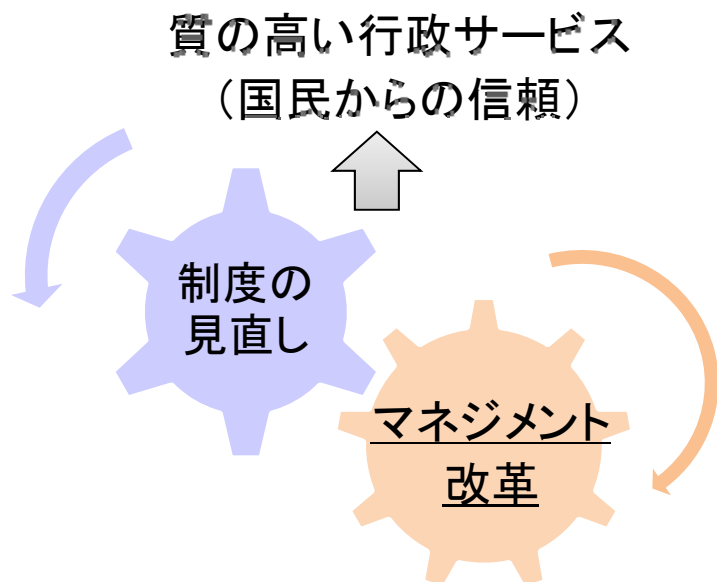 質の高い行政サービス
（国民からの信頼）
制度の
見直し
マネジメント
改革